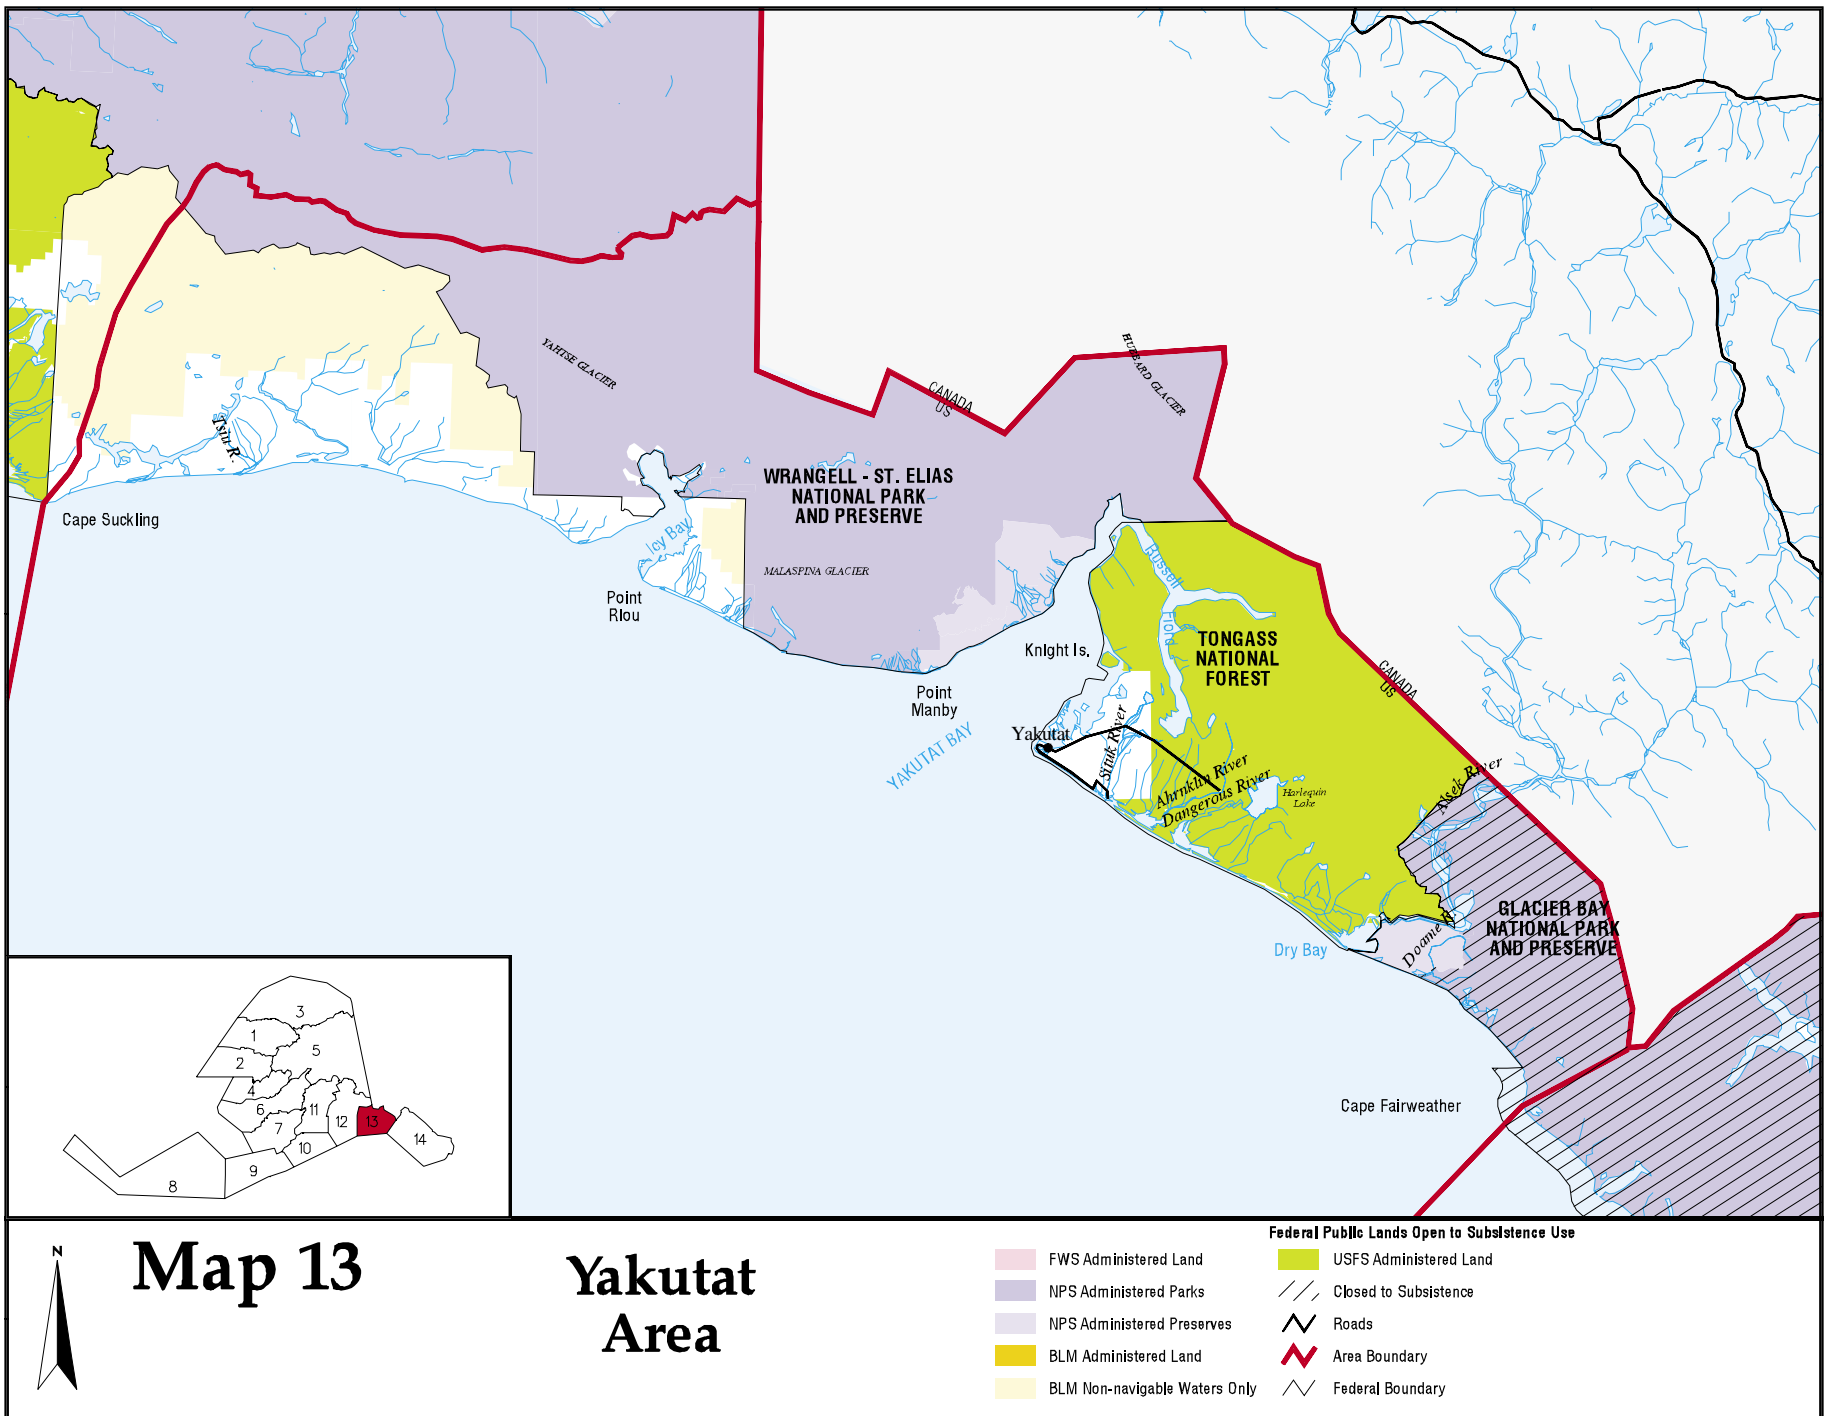 YAHTSE GLACIER
HUBBARD GLACIER
CANADA
US
Tsiu R.
WRANGELL - ST. ELIAS
NATIONAL PARK
AND PRESERVE
Cape Suckling
Icy Bay
MALASPINA GLACIER
Point
Riou
Russell
Fiord
Knight Is.
TONGASS
NATIONAL
FOREST
CANADA
US
Point
Manby
YAKUTAT BAY
Yakutat
Situk River
Ahrnklin River
Dangerous River
Harlequin
Lake
Alsek River
GLACIER BAY
NATIONAL PARK
AND PRESERVE
Doame R
Dry Bay
Cape Fairweather
3
1
5
2
4
6
11
7
12
13
14
10
9
8
N
Map 13
Yakutat
Area
Federal Public Lands Open to Subsistence Use
FWS Administered Land
USFS Administered Land
NPS Administered Parks
Closed to Subsistence
NPS Administered Preserves
Roads
BLM Administered Land
Area Boundary
BLM Non-navigable Waters Only
Federal Boundary